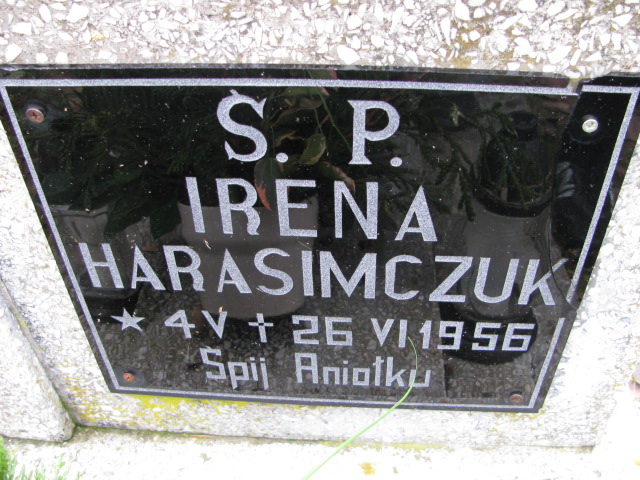 Ś. P.
IRENA
HARASIMCZUK
* 4 V + 26 VI 1956
Śpij Aniołku